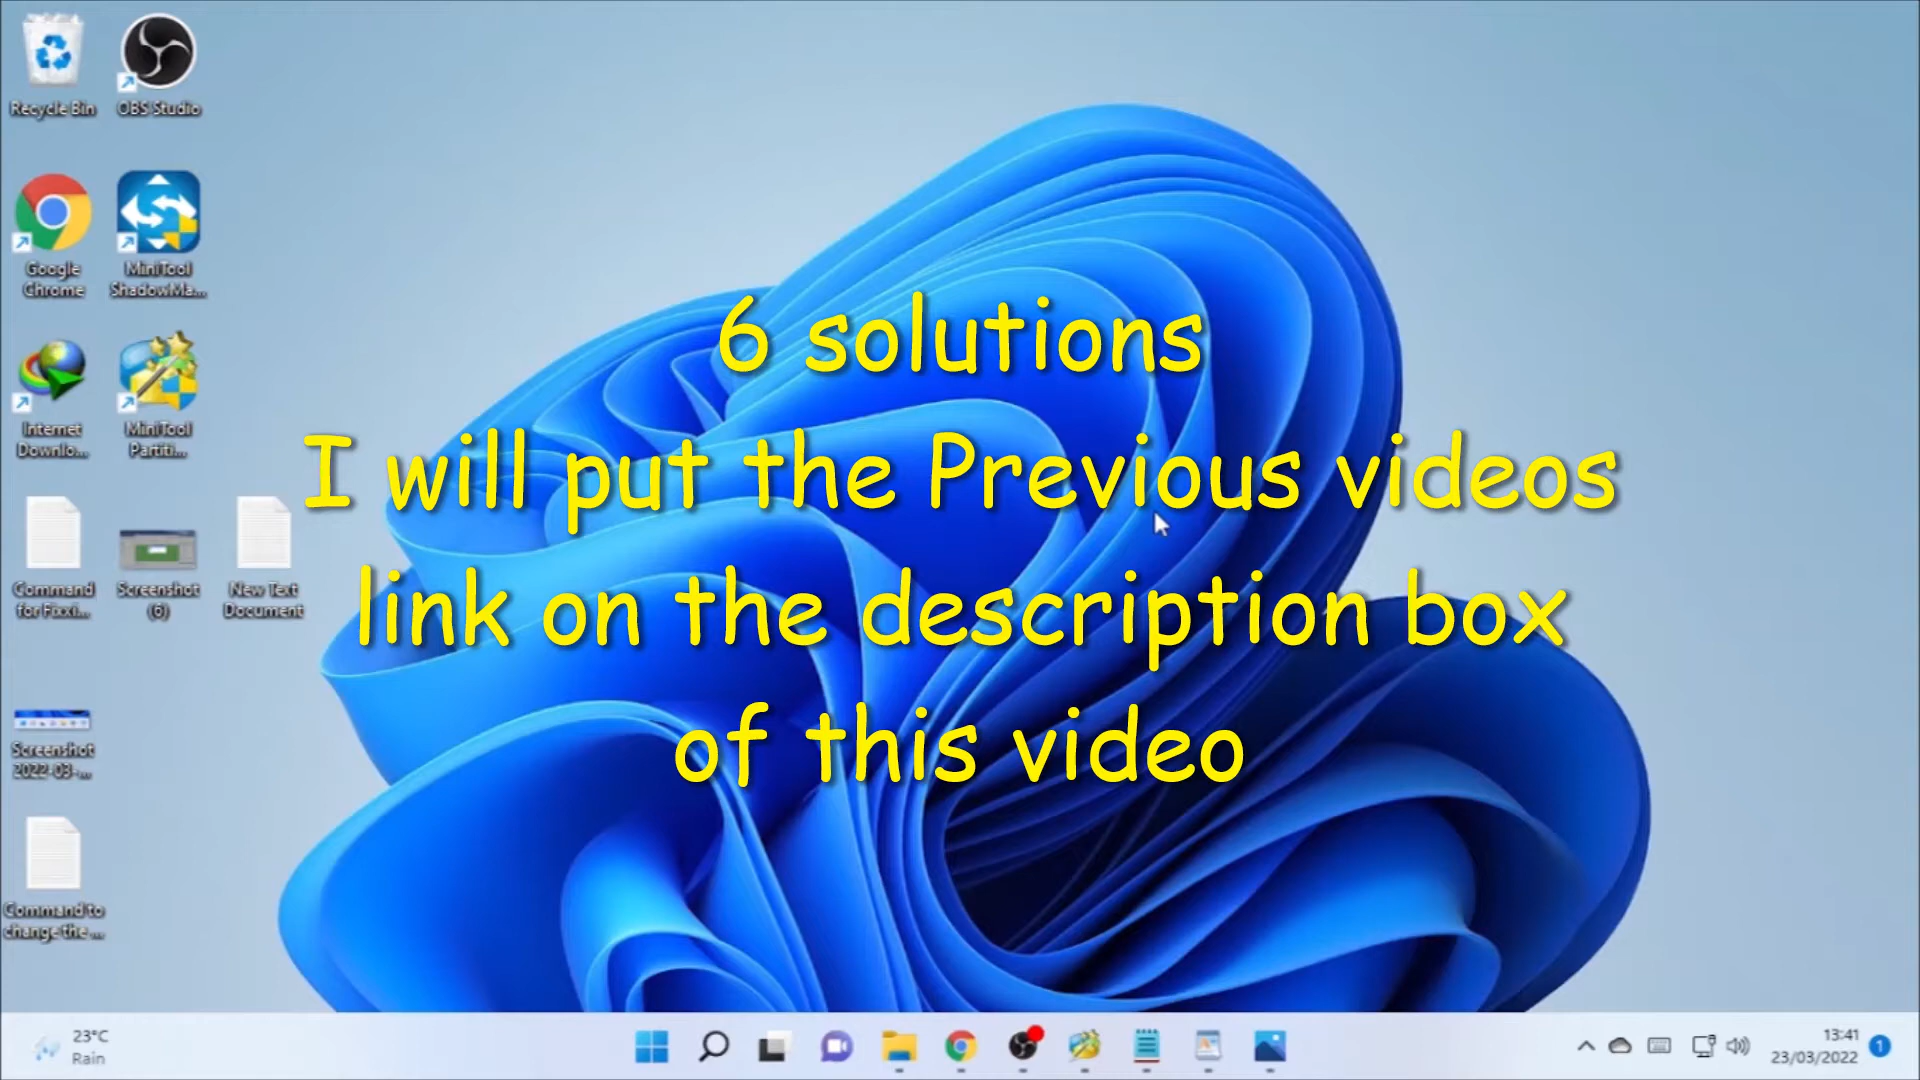 Recycle Bin
OBS Studio
Google
Chrome
MiniTool
ShadowMa...
Internet
Downlo...
MiniTool
Partiti...
Command
for Fixxi...
Screenshot
(6)
New Text
Document
Screenshot
2022-03-...
Command to
change the ...
6 solutions
I will put the Previous videos
link on the description box
of this video
23°C
Rain
13:41
23/03/2022
1